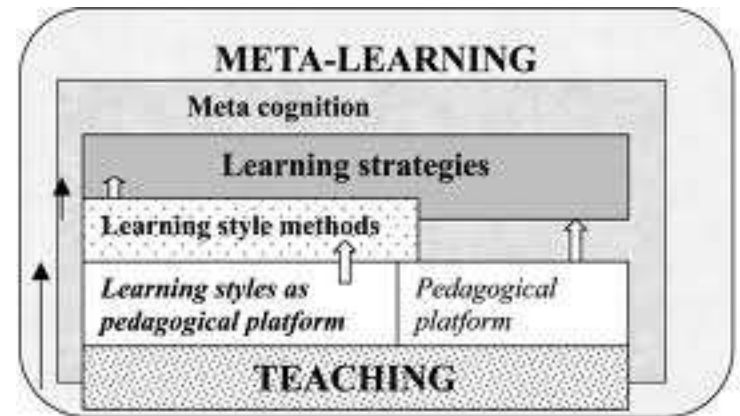 META-LEARNING
Meta cognition
Learning strategies
Learning style methods
Learning styles as
pedagogical platform
Pedagogical
platform
TEACHING